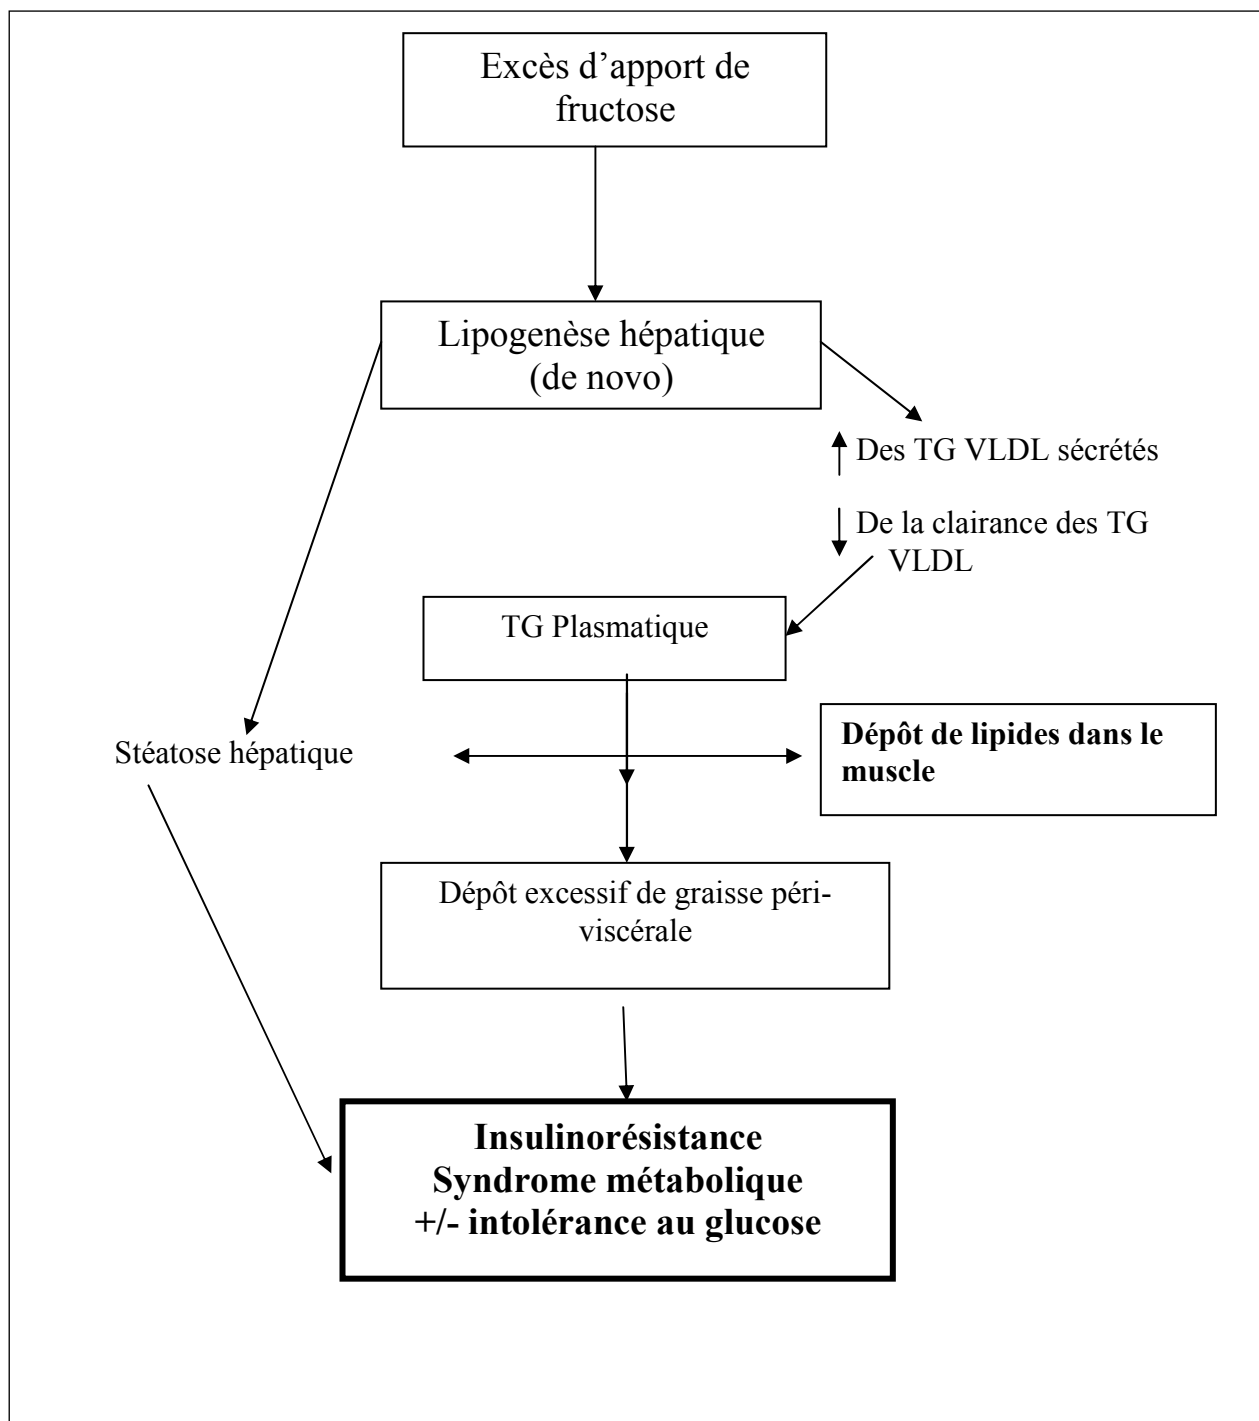 Excès d’apport de
fructose
Lipogenèse hépatique
(de novo)
Des TG VLDL sécrétés
De la clairance des TG
VLDL
TG Plasmatique
Stéatose hépatique
Dépôt de lipides dans le
muscle
Dépôt excessif de graisse péri-
viscérale
Insulinorésistance
Syndrome métabolique
+/- intolérance au glucose